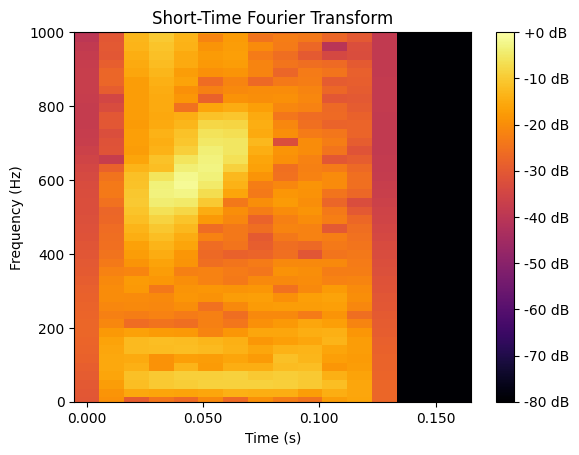 Short-Time Fourier Transform
1000
800
600
400
200
0
Frequency (Hz)
0.000
0.050
0.100
0.150
Time (s)
+0 dB
-10 dB
-20 dB
-30 dB
-40 dB
-50 dB
-60 dB
-70 dB
-80 dB